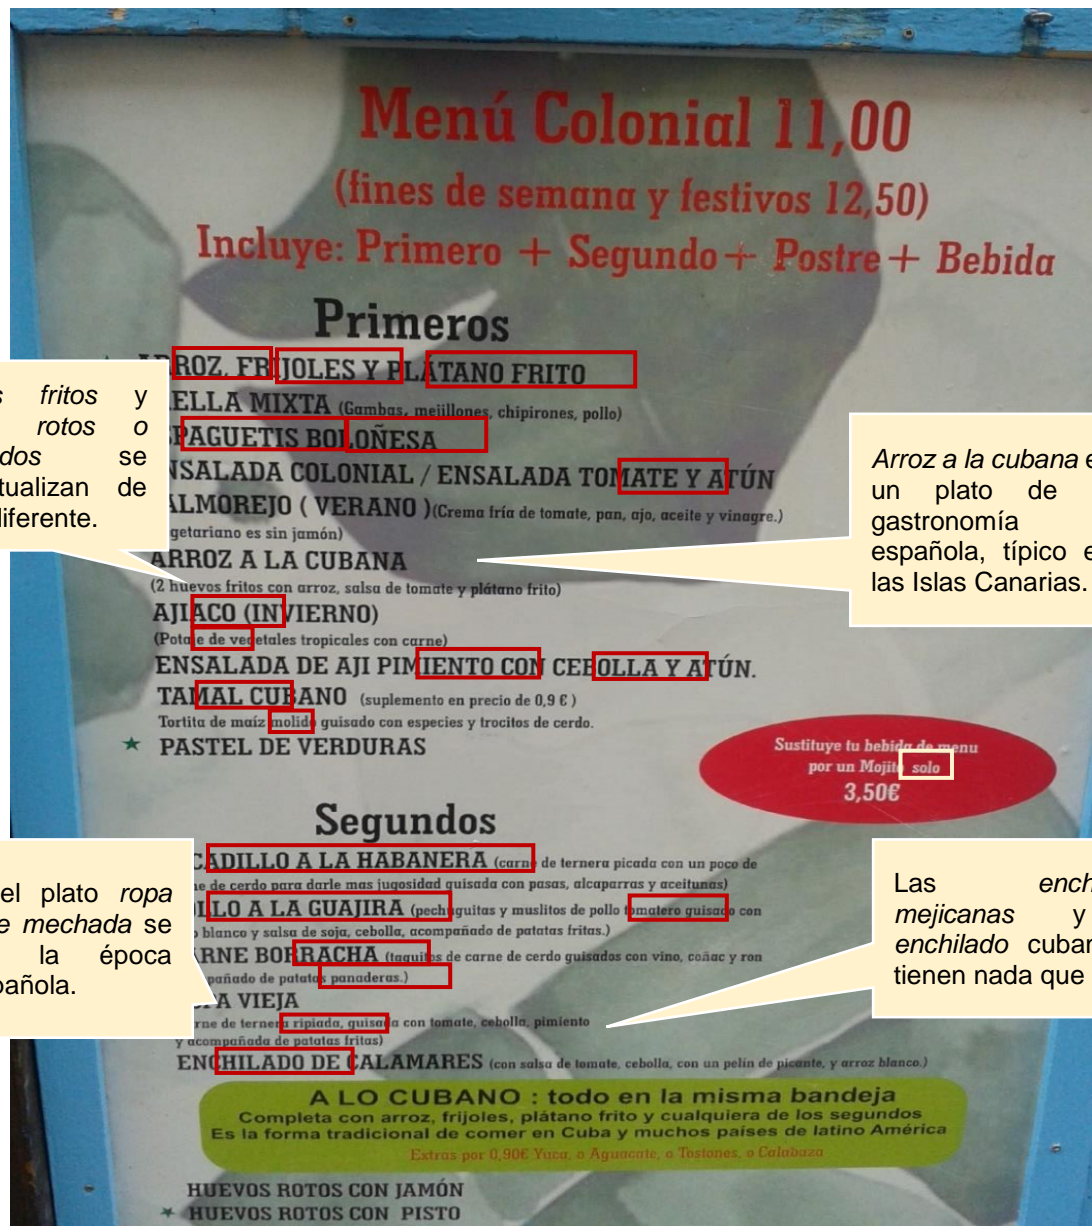 Menú Colonial 11,00
(fines de semana y festivos 12,50)
Incluye: Primero + Segundo + Postre + Bebida
Primeros
ARROZ, FRIJOLES Y PLÁTANO FRITO
ELLA MIXTA (Gambas, mejillones, chipirones, pollo)
PAGUETIS BOLOÑESA
NSALADA COLONIAL / ENSALADA TOMATE Y ATÚN
ALMOREJO ( VERANO )(Crema fría de tomate, pan, ajo, aceite y vinagre.)
getariano es sin jamón)
ARROZ A LA CUBANA
(2 huevos fritos con arroz, salsa de tomate y plátano frito)
AJIACO (INVIERNO)
(Potaje de vegetales tropicales con carne)
ENSALADA DE AJI PIMIENTO CON CEBOLLA Y ATÚN.
TAMAL CUBANO (suplemento en precio de 0,9 € )
Tortita de maíz molido guisado con especies y trocitos de cerdo.
★ PASTEL DE VERDURAS
Sustituye tu bebida de menu
por un Mojito solo
3,50€
Segundos
CADILLO A LA HABANERA (carne de ternera picada con un poco de
e de cerdo para darle mas jugosidad guisada con pasas, alcaparras y aceitunas)
LLO A LA GUAJIRA (pechuguitas y muslitos de pollo tomatero guisado con
blanco y salsa de soja, cebolla, acompañado de patatas fritas.)
ARNE BORRACHA (taquitos de carne de cerdo guisados con vino, coñac y ron
pañado de patatas panaderas.)
A VIEJA
rne de ternera ripiada, guisada con tomate, cebolla, pimiento
y acompañada de patatas fritas)
ENCHILADO DE CALAMARES (con salsa de tomate, cebolla, con un pelín de picante, y arroz blanco.)
A LO CUBANO : todo en la misma bandeja
Completa con arroz, frijoles, plátano frito y cualquiera de los segundos
Es la forma tradicional de comer en Cuba y muchos países de latino América
Extras por 0,90€ Yuca, o Aguacate, o Tostones, o Calabaza
HUEVOS ROTOS CON JAMÓN
★ HUEVOS ROTOS CON PISTO
s fritos y
rotos o
dos se
tualizan de
diferente.
Arroz a la cubana e
un plato de
gastronomía
española, típico e
las Islas Canarias.
el plato ropa
e mechada se
la época
pañola.
Las ench
mejicanas y
enchilado cuban
tienen nada que